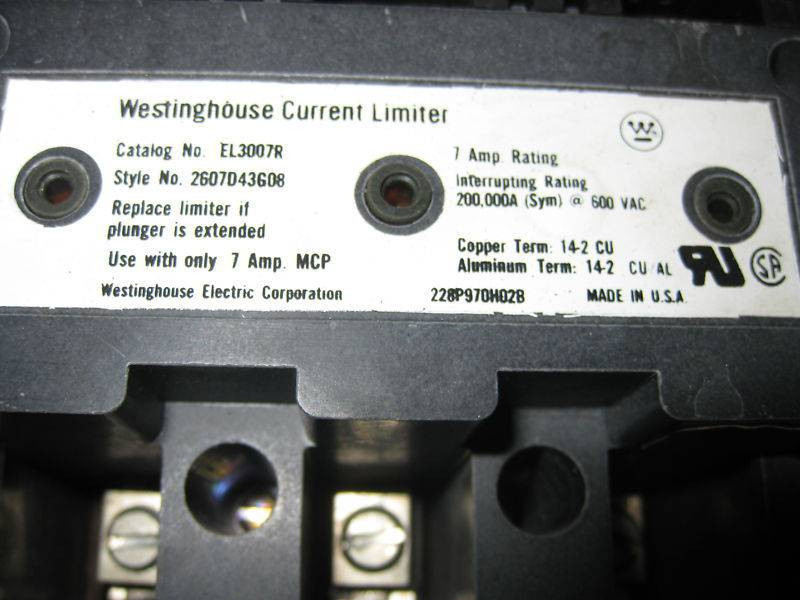 Westinghouse Current Limiter
W
Catalog No. EL3007R
7 Amp. Rating
Style No. 2607D43G08
Interrupting Rating
200,000A (Sym) @ 600 VAC
Replace limiter if
plunger is extended
Copper Term: 14-2 CU
Use with only 7 Amp. MCP
Aluminum Term: 14-2 CU/AL
RU
SA
Westinghouse Electric Corporation
228P970H02B
MADE IN U.S.A.